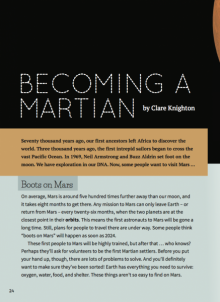 BECOMING A
MARTIAN
by Clare Knighton
Seventy thousand years ago, our first ancestors left Africa to discover the
world. Three thousand years ago, the first intrepid sailors began to cross the
vast Pacific Ocean. In 1969, Neil Armstrong and Buzz Aldrin set foot on the
moon. We have exploration in our DNA. Now, some people want to visit Mars ...
Boots on Mars
On average, Mars is around five hundred times further away than our moon, and
it takes eight months to get there. Any mission to Mars can only leave Earth – or
return from Mars – every twenty-six months, when the two planets are at the
closest point in their orbits. This means the first astronauts to Mars will be gone a
long time. Still, plans for people to travel there are under way. Some people think
"boots on Mars" will happen as soon as 2024.
These first people to Mars will be highly trained, but after that ... who knows?
Perhaps they'll ask for volunteers to be the first Martian settlers. Before you put
your hand up, though, there are lots of problems to solve. And you'll definitely
want to make sure they've been sorted! Earth has everything you need to survive:
oxygen, water, food, and shelter. These things aren't so easy to find on Mars.
24